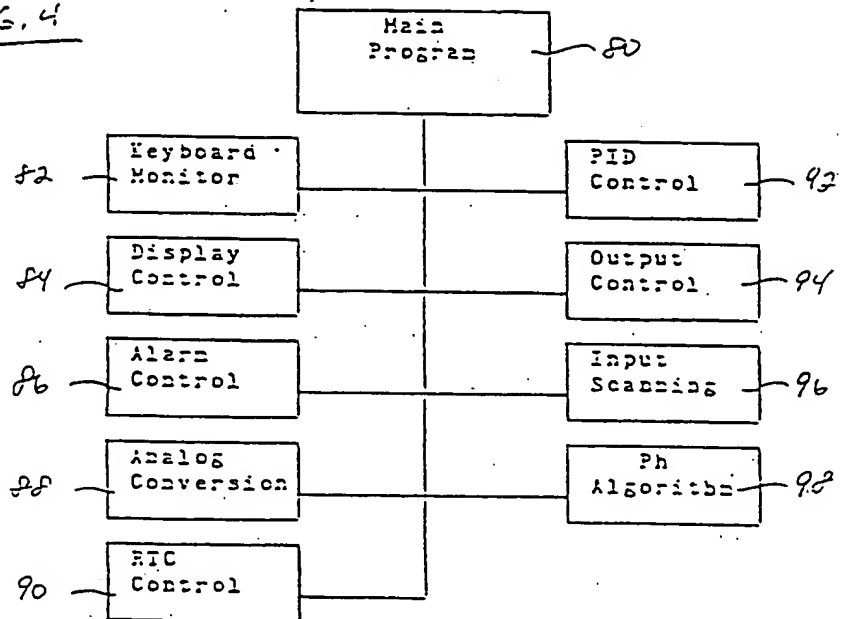 G. 4
Main
Program
80
Keyboard
Monitor
82
PID
Control
92
Display
Control
84
Output
Control
94
Alarm
Control
86
Input
Scanning
96
Analog
Conversion
88
Ph
Algorithm
98
RTC
Control
90